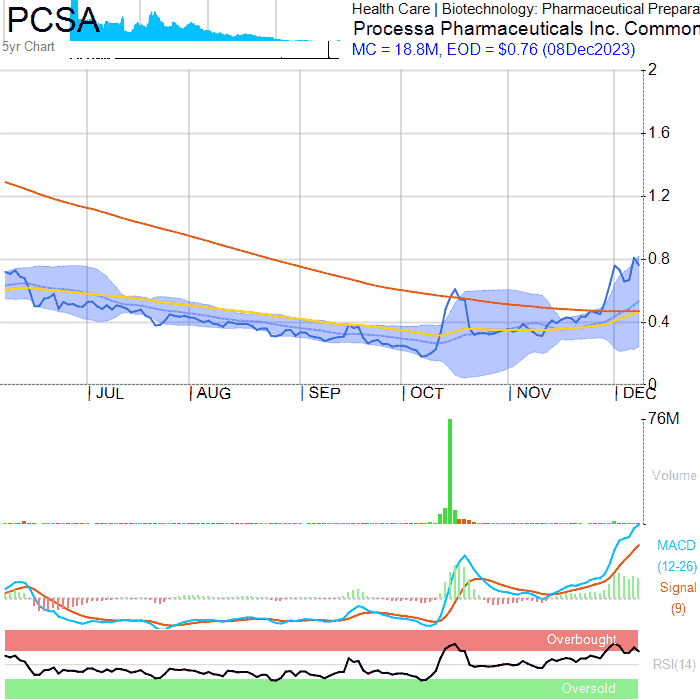 PCSA
5yr Chart
Health Care | Biotechnology: Pharmaceutical Prepara
Processa Pharmaceuticals Inc. Common
MC = 18.8M, EOD = $0.76 (08Dec2023)
2
1.6
1.2
0.8
0.4
0
JUL
AUG
SEP
OCT
NOV
DEC
76M
Volume
MACD
(12-26)
Signal
(9)
Overbought
RSI(14)
Oversold